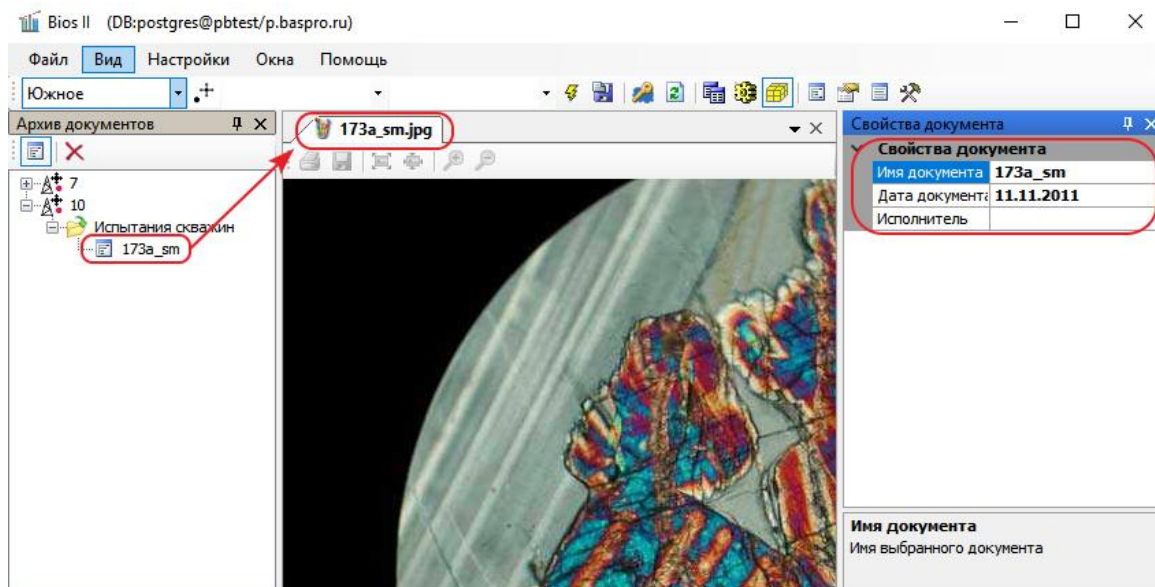 Bios II (DB:postgres@pbtest/p.baspro.ru)
Файл Вид Настройки Окна Помощь
Южное
Архив документов
7
10
Испытания скважин
173a_sm
173a_sm.jpg
Свойства документа
Свойства документа
Имя документа 173a_sm
Дата документа 11.11.2011
Исполнитель
Имя документа
Имя выбранного документа